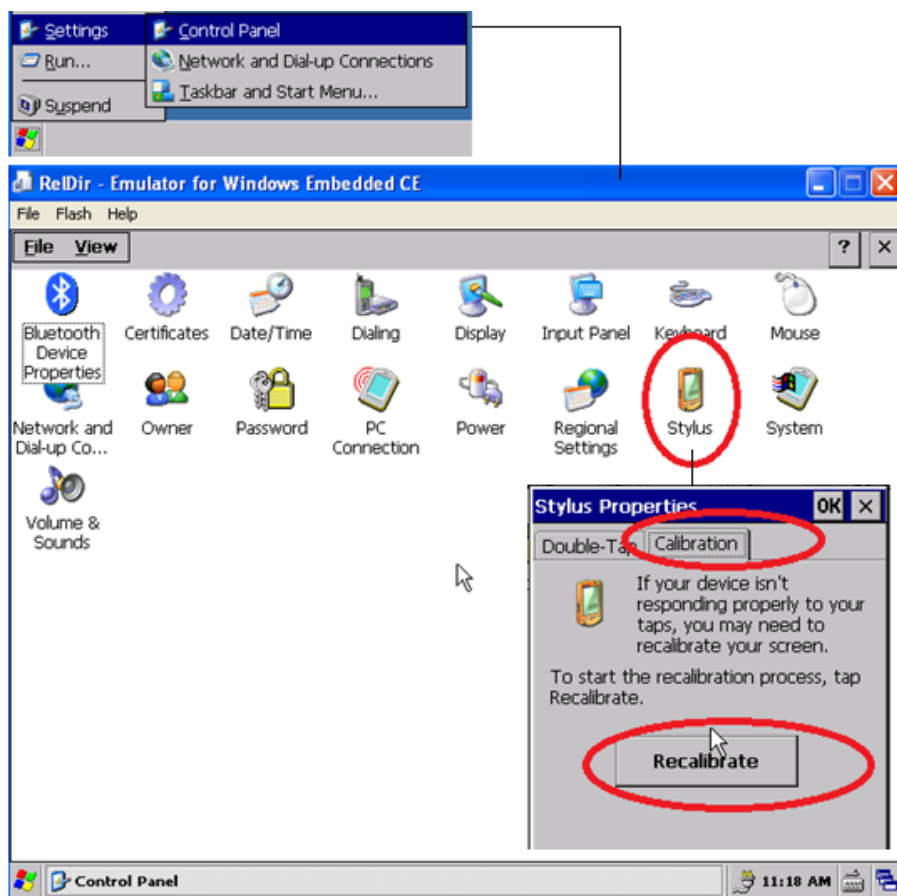 Settings Control Panel
Run... Network and Dial-up Connections
Taskbar and Start Menu...
Suspend
RelDir - Emulator for Windows Embedded CE
File Flash Help
File View ? ×
Bluetooth Device Properties
Certificates
Date/Time
Dialing
Display
Input Panel
Keyboard
Mouse
Network and Dial-up Co...
Owner
Password
PC Connection
Power
Regional Settings
Stylus
System
Volume & Sounds
Stylus Properties OK ×
Double-Tap Calibration
If your device isn't
responding properly to your
taps, you may need to
recalibrate your screen.
To start the recalibration process, tap
Recalibrate.
Recalibrate
Control Panel 11:18 AM